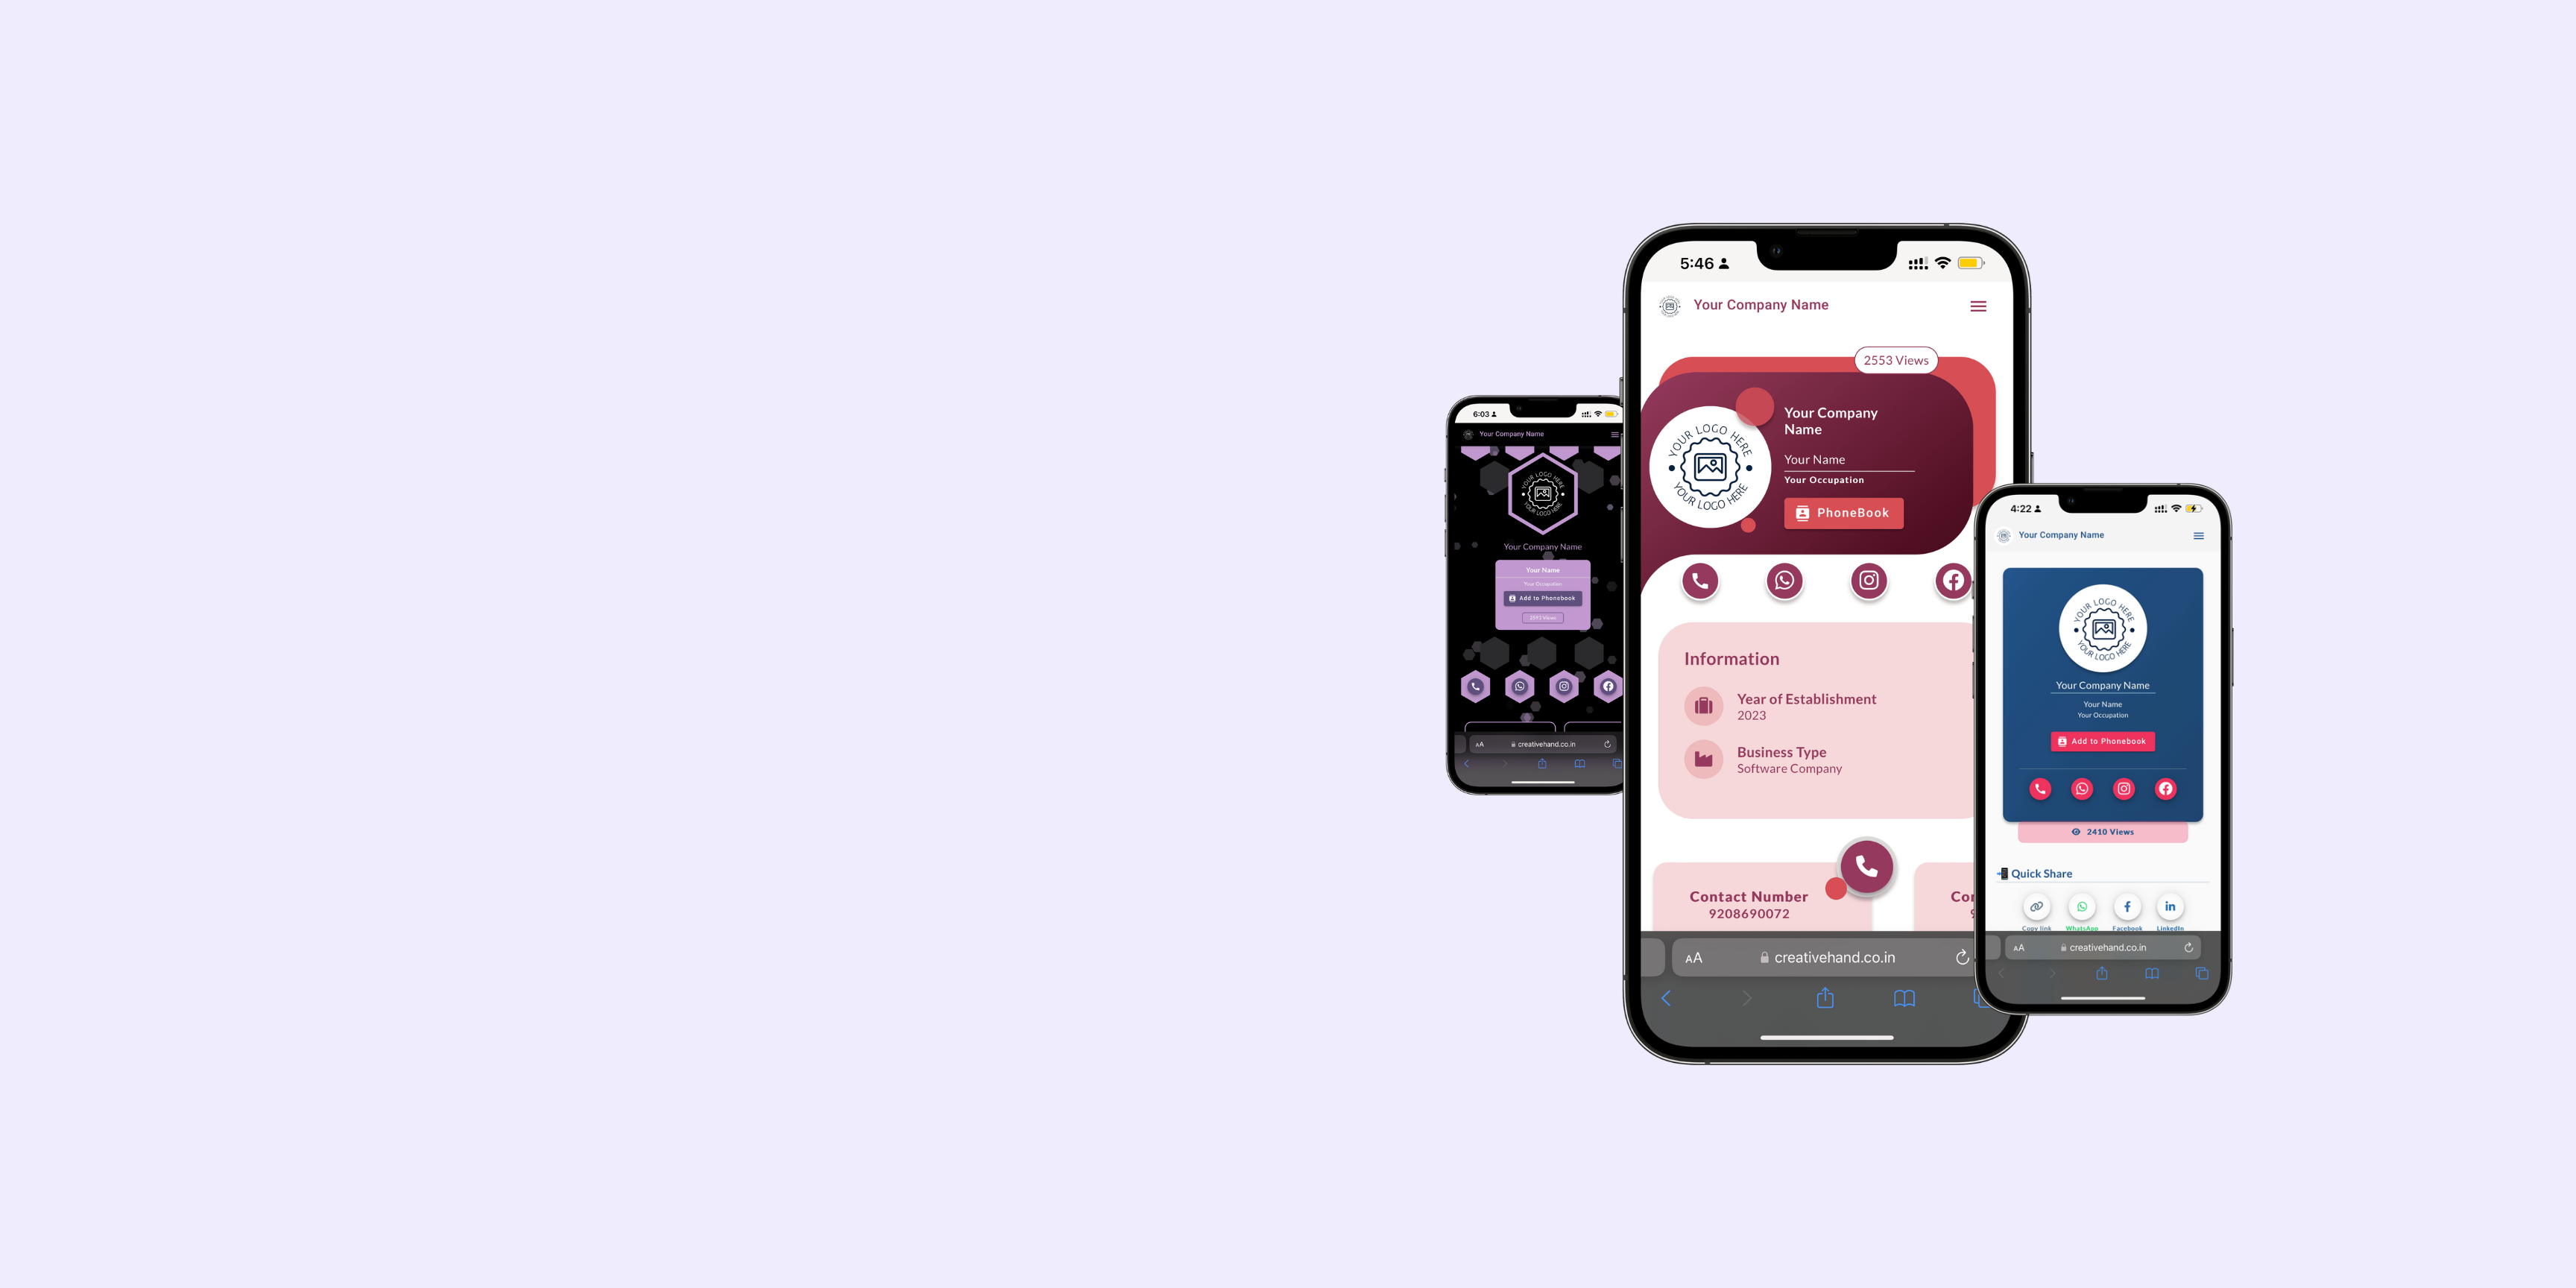 6:03
Your Company Name
YOUR LOGO HERE
YOUR LOGO HERE
Your Company Name
Your Name
Your Occupation
Add to Phonebook
2553 Views
AA creativehand.co.in
5:46
Your Company Name
2553 Views
YOUR LOGO HERE
YOUR LOGO HERE
Your Company
Name
Your Name
Your Occupation
PhoneBook
Information
Year of Establishment
2023
Business Type
Software Company
Contact Number
9208690072
AA creativehand.co.in
4:22
Your Company Name
YOUR LOGO HERE
YOUR LOGO HERE
Your Company Name
Your Name
Your Occupation
Add to Phonebook
2410 Views
Quick Share
Copy link WhatsApp Facebook LinkedIn
AA creativehand.co.in